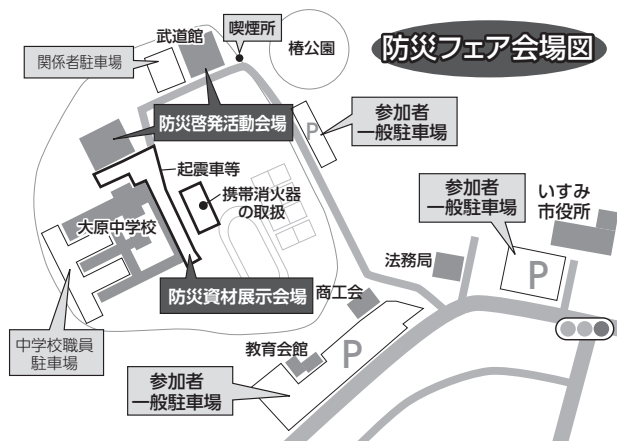 防災フェア会場図
喫煙所
武道館
椿公園
関係者駐車場
防災啓発活動会場
参加者
一般駐車場
P
起震車等
携帯消火器
の取扱
参加者
一般駐車場
P
いすみ
市役所
大原中学校
法務局
防災資材展示会場
商工会
中学校職員
駐車場
教育会館
P
参加者
一般駐車場